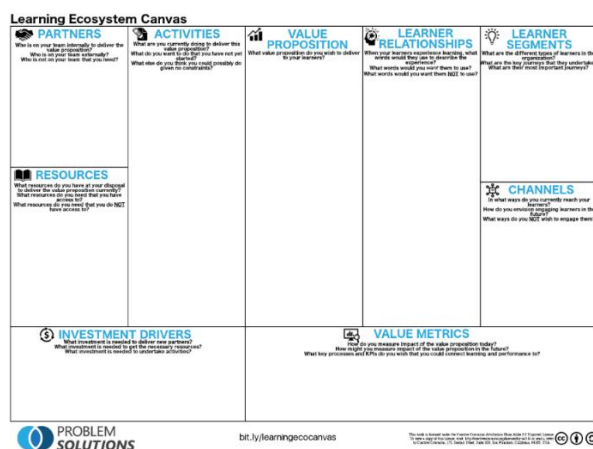 Learning Ecosystem Canvas
PARTNERS
Who is on your team internally to deliver the
value proposition?
Who is on your team externally?
Who is not on your team that you need?
ACTIVITIES
What are you currently doing to deliver this
value proposition?
What do you want to do that you have not yet
started?
What else do you think you could possibly do
given no constraints?
VALUE
PROPOSITION
What value proposition do you wish to deliver
to your learners?
LEARNER
RELATIONSHIPS
When your learners experience learning, what
words would they use to describe the
experience?
What words would you want them to use?
What words would you want them NOT to use?
LEARNER
SEGMENTS
What are the different types of learners in the
organization?
What are the key journeys that they undertake
What are their most important journeys?
RESOURCES
What resources do you have at your disposal
to deliver the value proposition currently?
What resources do you need that you have
access to?
What resources do you need that you do NOT
have access to?
CHANNELS
In what ways do you currently reach your
learners?
How do you envision engaging learners in the
future?
What ways do you NOT wish to engage them
INVESTMENT DRIVERS
What investment is needed to deliver new partners?
What investment is needed to get the necessary resources?
What investment is needed to undertake activities?
VALUE METRICS
How do you measure impact of the value proposition today?
How might you measure impact of the value proposition in the future?
What key processes and KPIs do you wish that you could connect learning and performance to?
PROBLEM
SOLUTIONS
bit.ly/learningecocanvas